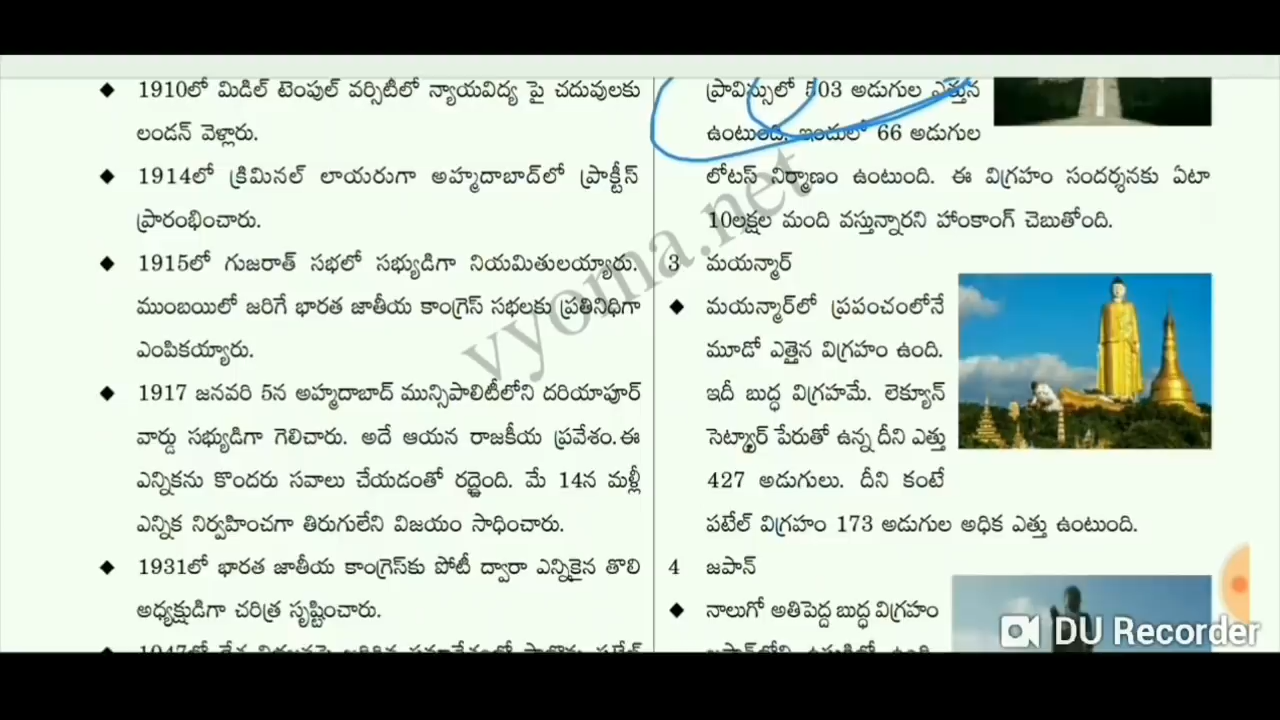 1910లో మిడిల్ టెంపుల్ వర్సిటీలో న్యాయవిద్య పై చదువులకు
లండన్ వెళ్లారు.
1914లో క్రిమినల్ లాయరుగా అహ్మదాబాద్‌లో ప్రాక్టీస్
ప్రారంభించారు.
1915లో గుజరాత్ సభలో సభ్యుడిగా నియమితులయ్యారు.
ముంబయిలో జరిగే భారత జాతీయ కాంగ్రెస్ సభలకు ప్రతినిధిగా
ఎంపికయ్యారు.
1917 జనవరి 5న అహ్మదాబాద్ మున్సిపాలిటీలోని దరియాపూర్
వార్డు సభ్యుడిగా గెలిచారు. అదే ఆయన రాజకీయ ప్రవేశం.ఈ
ఎన్నికను కొందరు సవాలు చేయడంతో రద్దైంది. మే 14న మళ్లీ
ఎన్నిక నిర్వహించగా తిరుగులేని విజయం సాధించారు.
1931లో భారత జాతీయ కాంగ్రెస్‌కు పోటీ ద్వారా ఎన్నికైన తొలి
అధ్యక్షుడిగా చరిత్ర సృష్టించారు.
ప్రావిన్సులో 503 అడుగుల ఎత్తున
ఉంటుంది. ఇందులో 66 అడుగుల
లోటస్ నిర్మాణం ఉంటుంది. ఈ విగ్రహం సందర్శనకు ఏటా
10లక్షల మంది వస్తున్నారని హాంకాంగ్ చెబుతోంది.
3 మయన్మార్
మయన్మార్‌లో ప్రపంచంలోనే
మూడో ఎత్తైన విగ్రహం ఉంది.
ఇదీ బుద్ధ విగ్రహమే. లెక్యూన్
సెట్క్యార్ పేరుతో ఉన్న దీని ఎత్తు
427 అడుగులు. దీని కంటే
పటేల్ విగ్రహం 173 అడుగుల అధిక ఎత్తు ఉంటుంది.
4 జపాన్
నాలుగో అతిపెద్ద బుద్ధ విగ్రహం
vyoma.net
DU Recorder